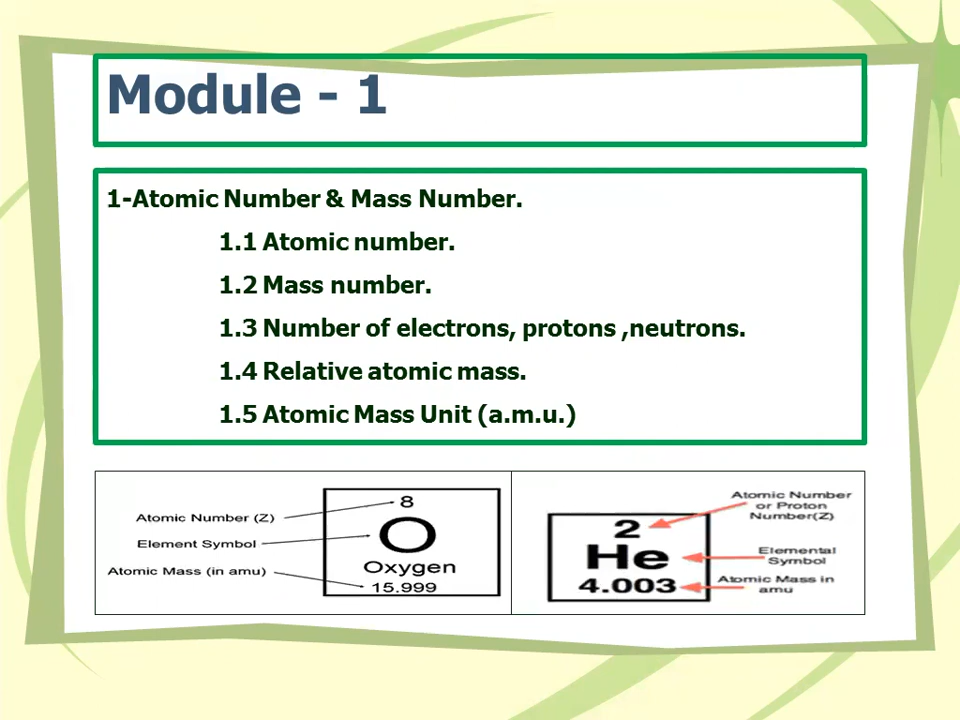 Module - 1
1-Atomic Number & Mass Number.
1.1 Atomic number.
1.2 Mass number.
1.3 Number of electrons, protons ,neutrons.
1.4 Relative atomic mass.
1.5 Atomic Mass Unit (a.m.u.)
Atomic Number (Z)
Element Symbol
Atomic Mass (in amu)
8
O
Oxygen
15.999
2
He
4.003
Atomic Number
or Proton
Number(Z)
Elemental
Symbol
Atomic Mass in
amu